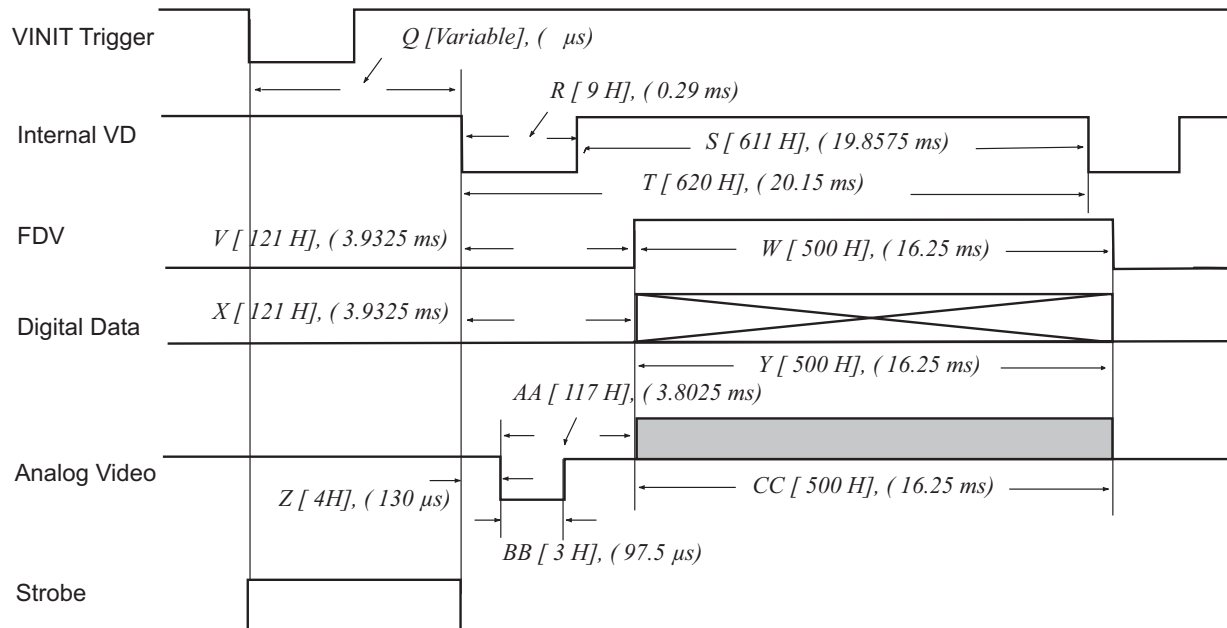 VINIT Trigger
Q [Variable], (   µs)
R [ 9 H], ( 0.29 ms)
Internal VD
S [ 611 H], ( 19.8575 ms)
T [ 620 H], ( 20.15 ms)
FDV
V [ 121 H], ( 3.9325 ms)
W [ 500 H], ( 16.25 ms)
X [ 121 H], ( 3.9325 ms)
Digital Data
Y [ 500 H], ( 16.25 ms)
AA [ 117 H], ( 3.8025 ms)
Analog Video
Z [ 4H], ( 130 µs)
CC [ 500 H], ( 16.25 ms)
BB [ 3 H], ( 97.5 µs)
Strobe